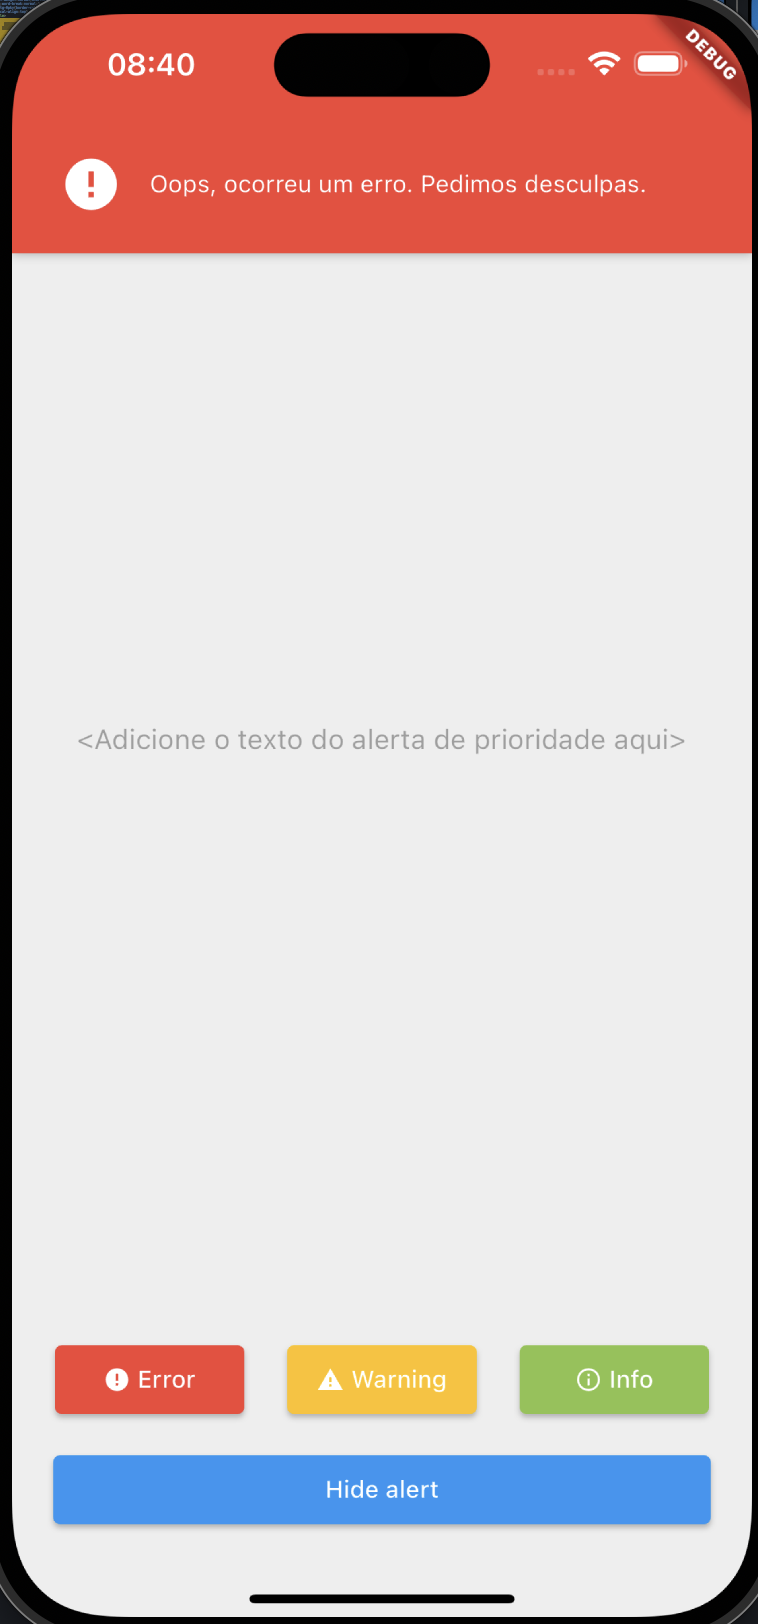 08:40
DEBUG
Oops, ocorreu um erro. Pedimos desculpas.
<Adicione o texto do alerta de prioridade aqui>
Error
Warning
Info
Hide alert